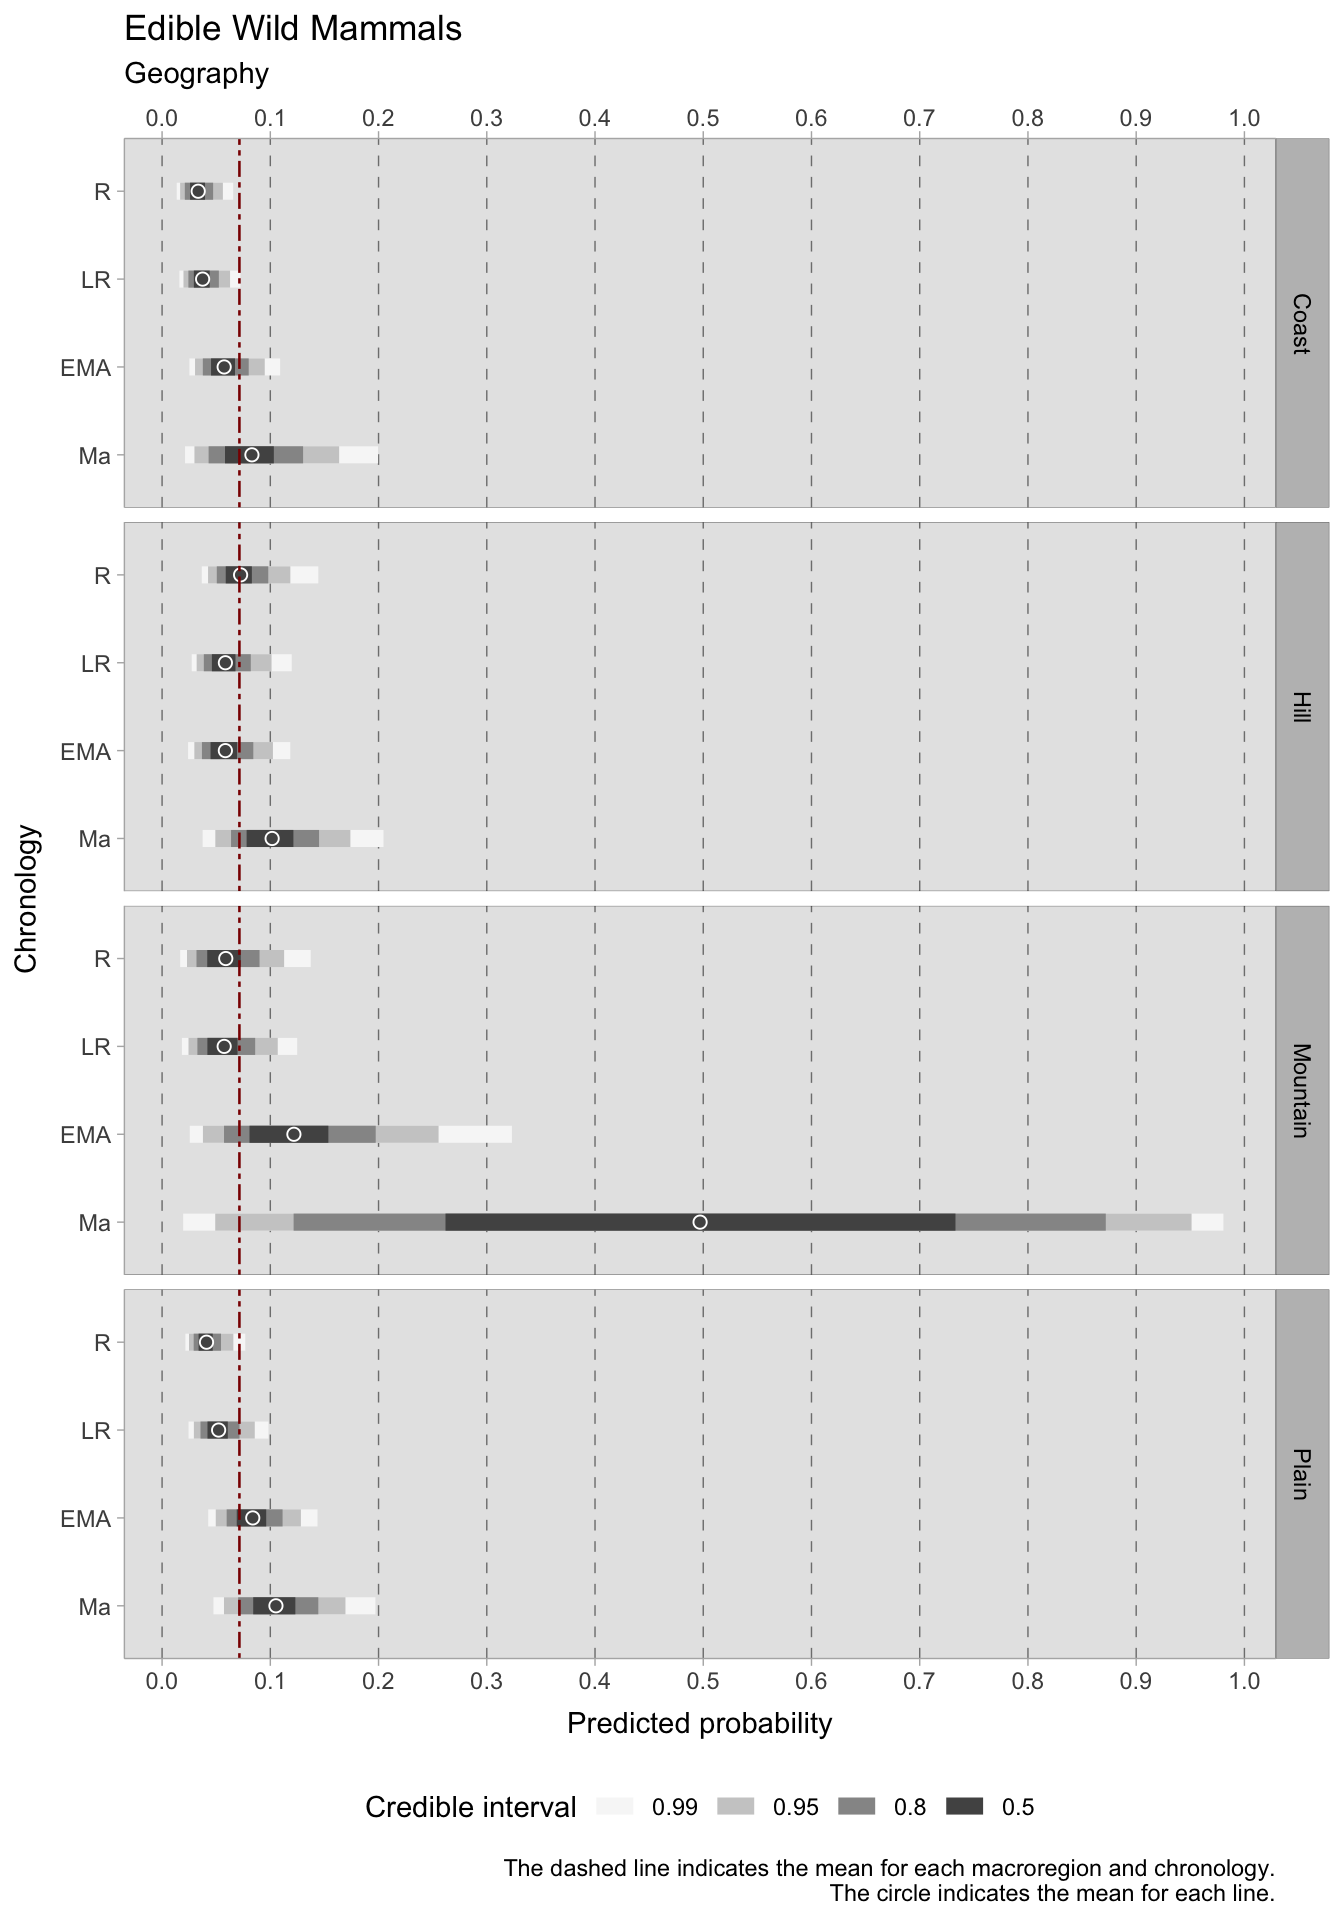 Edible Wild Mammals
Geography
0.0 0.1 0.2 0.3 0.4 0.5 0.6 0.7 0.8 0.9 1.0
R
LR
EMA
Ma
Coast
R
LR
EMA
Ma
Hill
Chronology
R
LR
EMA
Ma
Mountain
R
LR
EMA
Ma
Plain
0.0 0.1 0.2 0.3 0.4 0.5 0.6 0.7 0.8 0.9 1.0
Predicted probability
Credible interval 0.99 0.95 0.8 0.5
The dashed line indicates the mean for each macroregion and chronology.
The circle indicates the mean for each line.